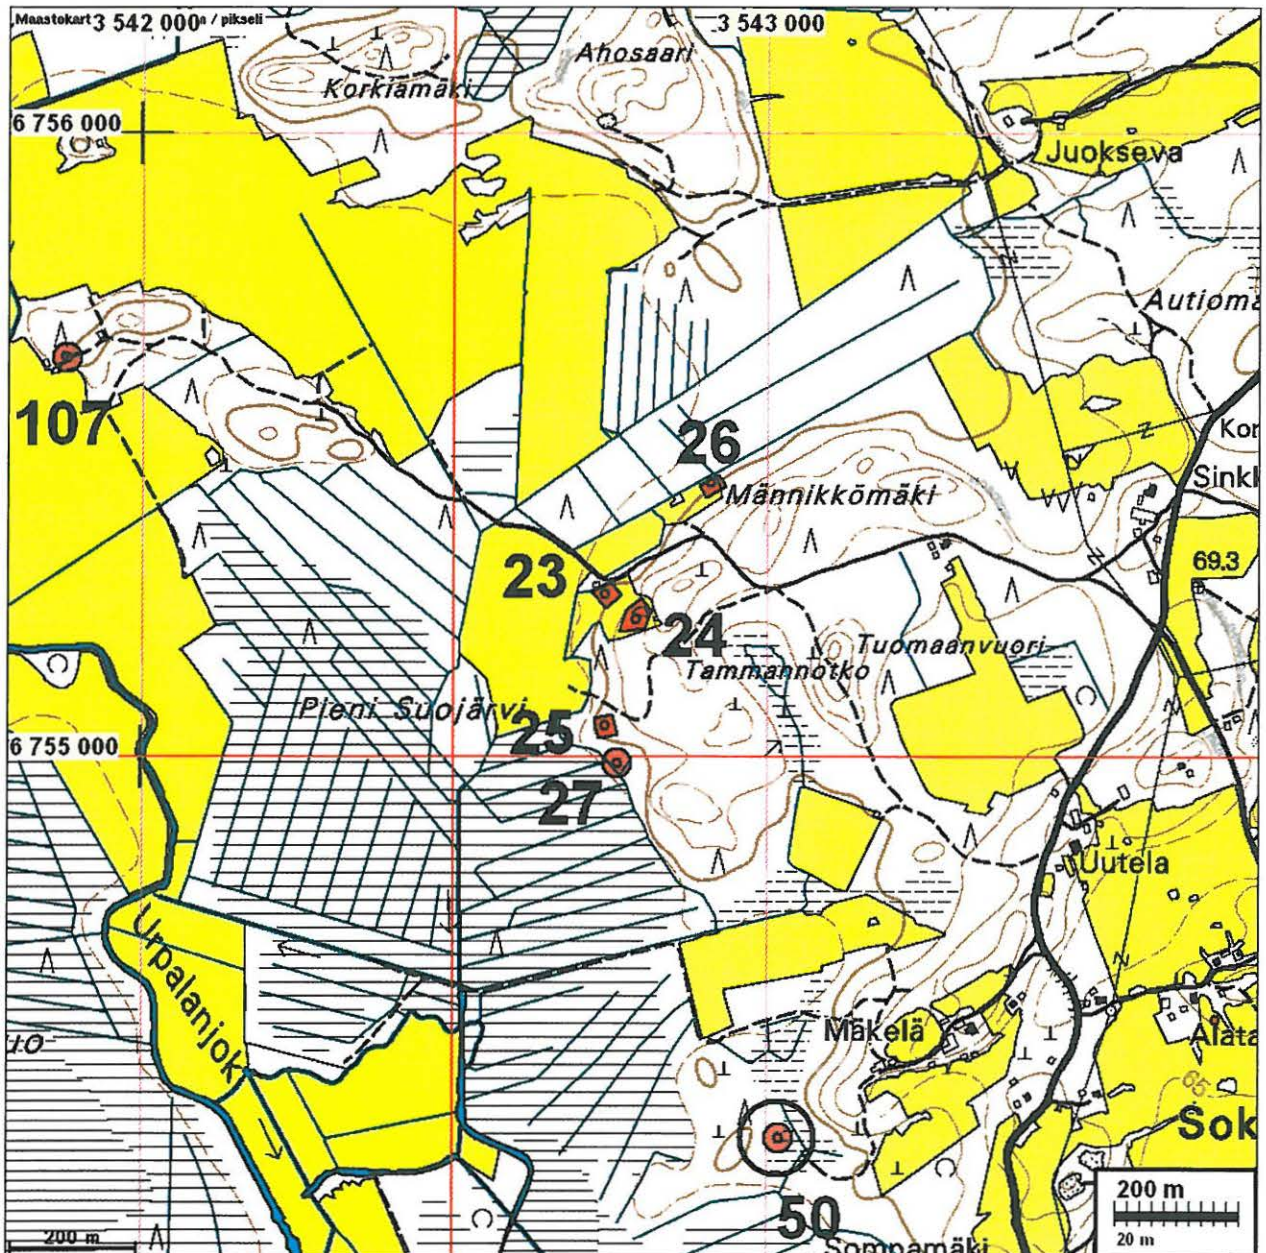 Maastokart 3 542 000 a / pikseli
3 543 000
Ahosaari
Korkiamäki
6 756 000
Juokseva
Autiomä
107
26
Kor
Sinkk
Männikkömäki
23
69.3
24
Tuomaanvuori
Tammannotko
Pieni Suojärvi
25
6 755 000
27
Uutela
Urpalanjok
Mäkelä
Alata
65
Sok
50
200 m
20 m
200 m
Sompamäki